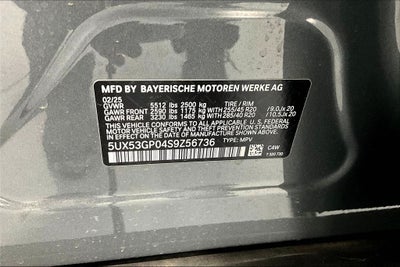 MFD BY BAYERISCHE MOTOREN WERKE AG
02/25
GVWR 5512 lbs 2500 kg TIRE / RIM
GAWR FRONT 2590 lbs 1175 kg with 255/45 R20 / 9.0Jx 20
GAWR REAR 3230 lbs 1465 kg with 285/40 R20 / 10.5Jx 20
THIS VEHICLE CONFORMS TO ALL APPLICABLE U.S. FEDERAL
MOTOR VEHICLE SAFETY, BUMPER, AND THEFT PREVENTION STANDARDS
IN EFFECT ON THE DATE OF MANUFACTURE SHOWN ABOVE.
5UX53GP04S9Z56736 C4W
TYPE: MPV